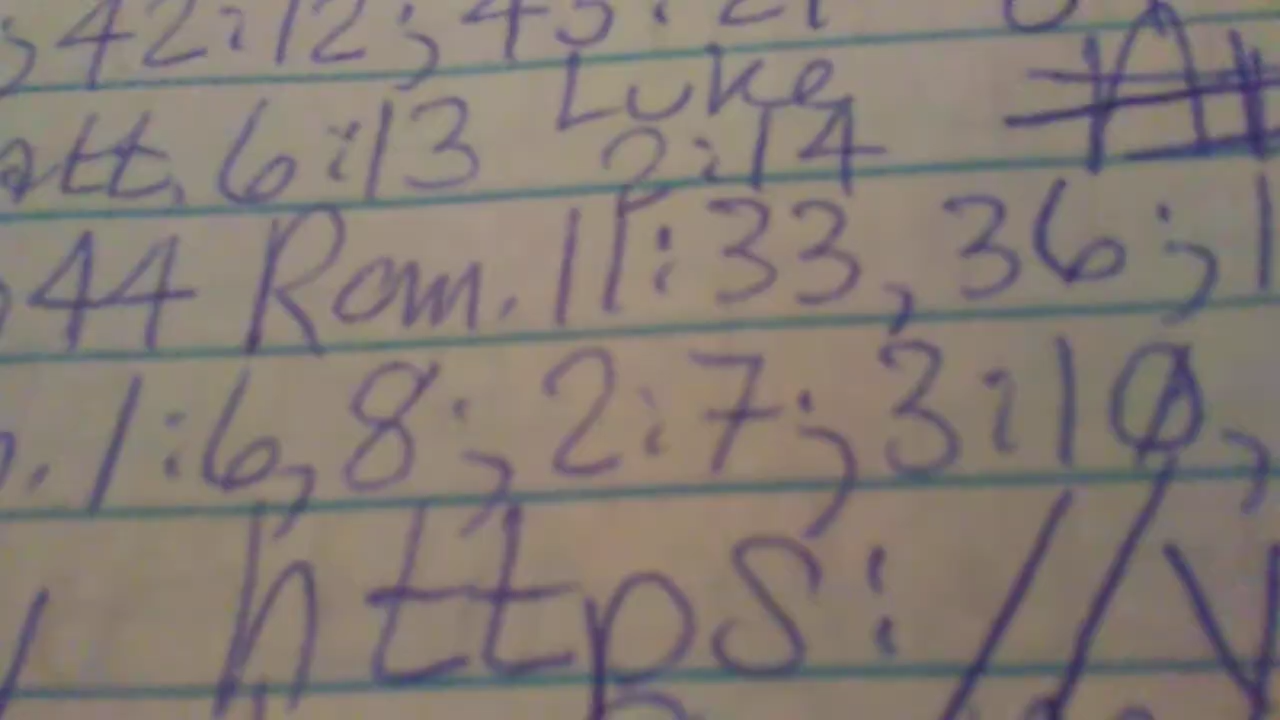 ; 42:12; 43:21
att. 6:13 Luke 2:14
44 Rom. 11:33, 36; 1
. 1:6, 8; 2:7; 3:10,
https://